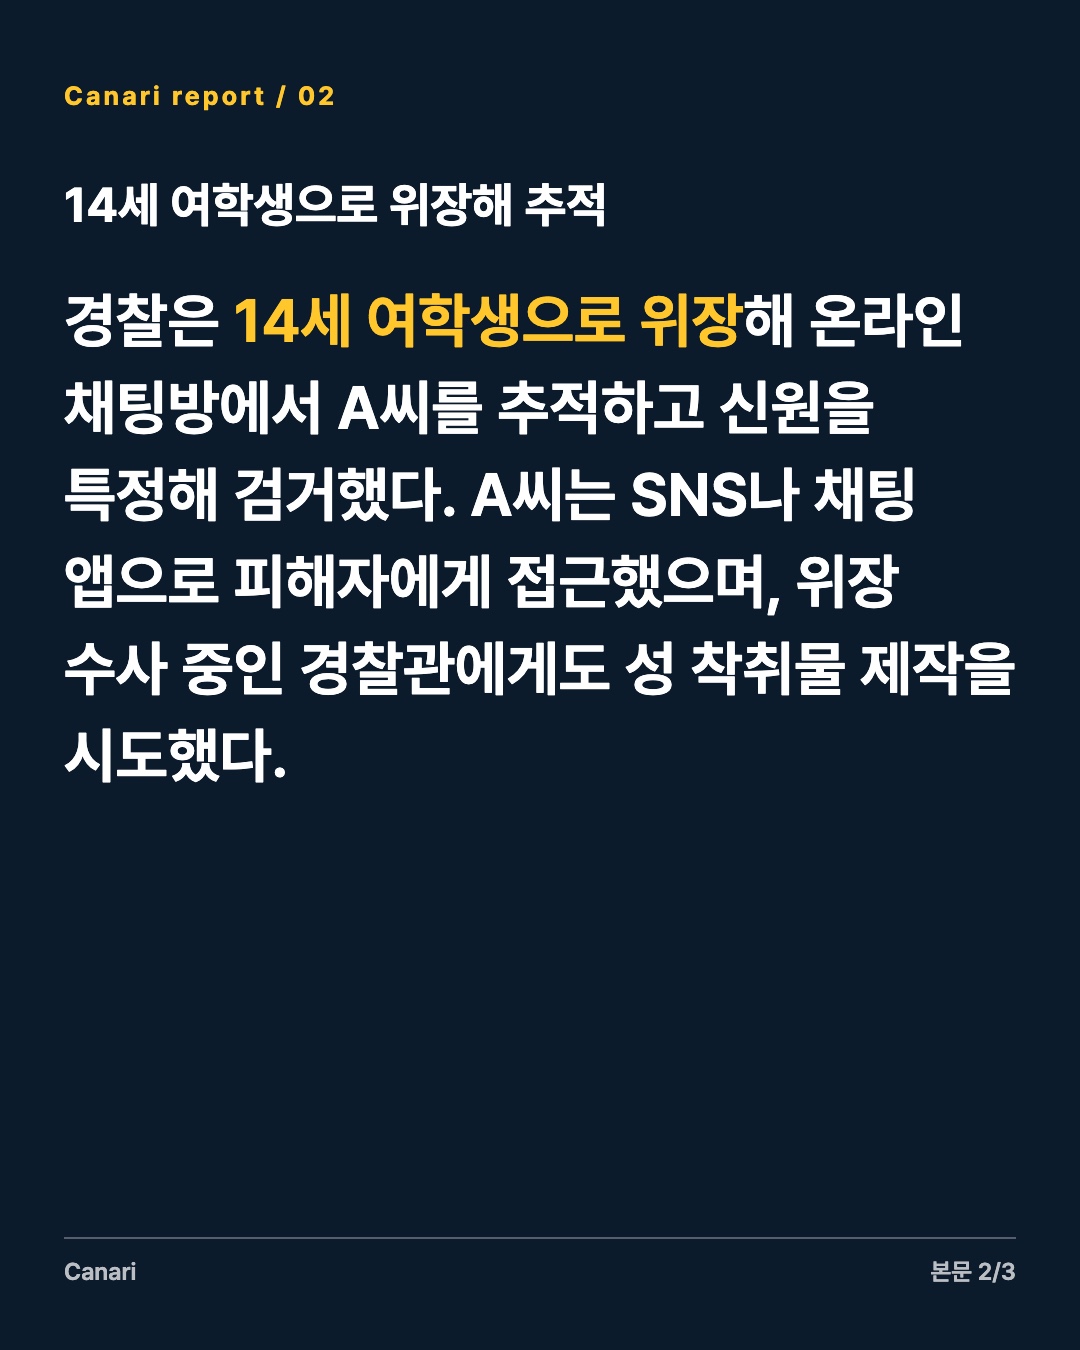 Canari report / 02
14세 여학생으로 위장해 추적
경찰은 14세 여학생으로 위장해 온라인
채팅방에서 A씨를 추적하고 신원을
특정해 검거했다. A씨는 SNS나 채팅
앱으로 피해자에게 접근했으며, 위장
수사 중인 경찰관에게도 성 착취물 제작을
시도했다.
Canari
본문 2/3